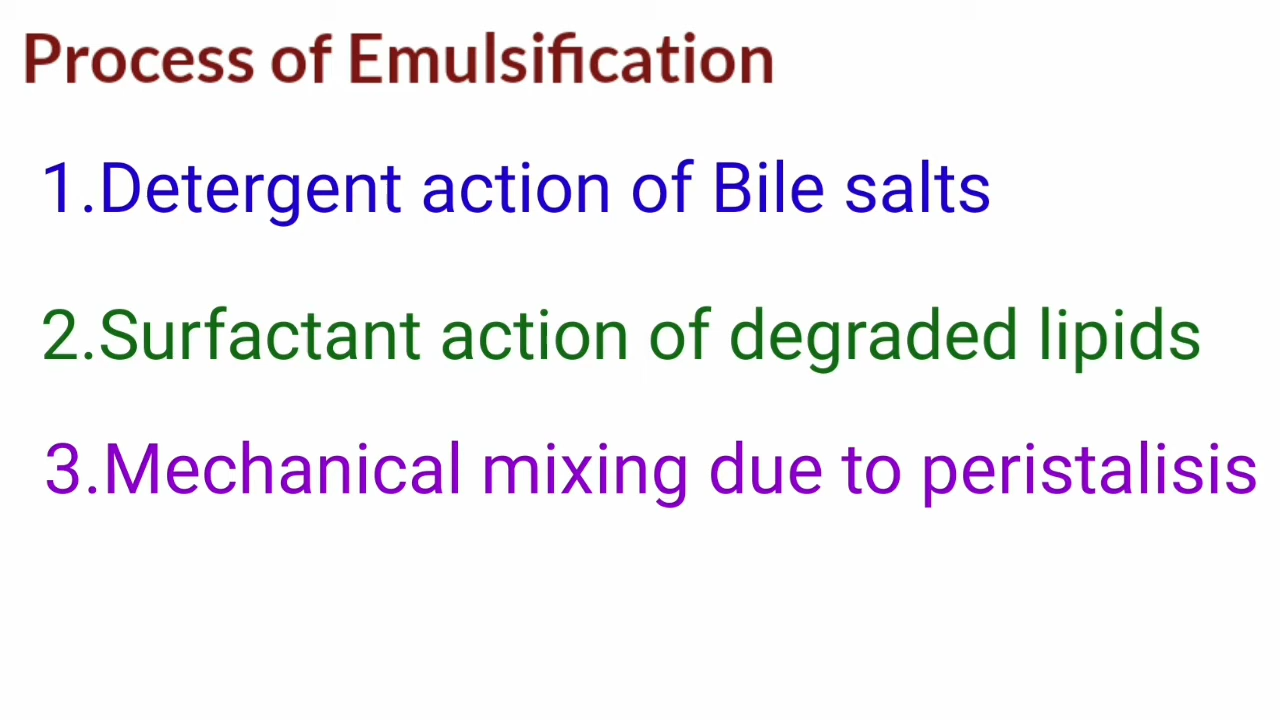 Process of Emulsification
1.Detergent action of Bile salts
2.Surfactant action of degraded lipids
3.Mechanical mixing due to peristalisis